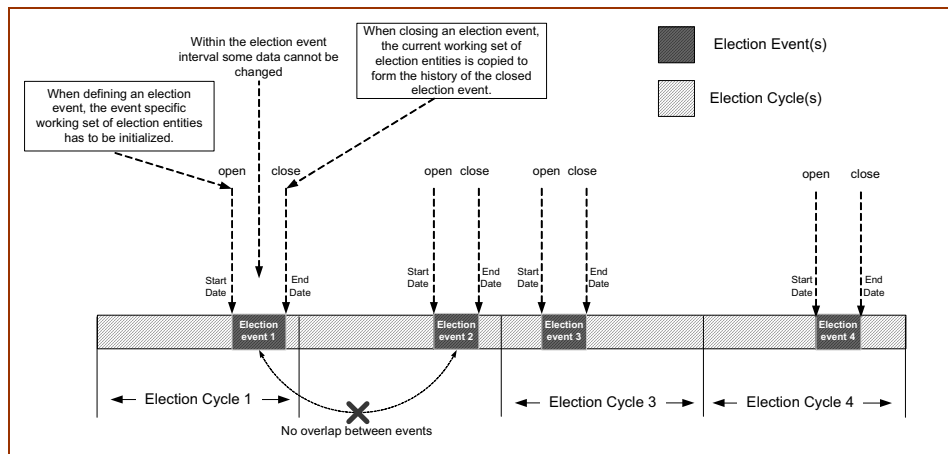 Within the election event
interval some data cannot be
changed
When closing an election event,
the current working set of
election entities is copied to
form the history of the closed
election event.
Election Event(s)
Election Cycle(s)
When defining an election
event, the event specific
working set of election entities
has to be initialized.
open close open close open close open close
Start
Date
End
Date
Start
Date
End
Date
Start
Date
End
Date
Start
Date
End
Date
Election
event 1
Election
event 2
Election
event 3
Election
event 4
Election Cycle 1
Election Cycle 3
Election Cycle 4
No overlap between events